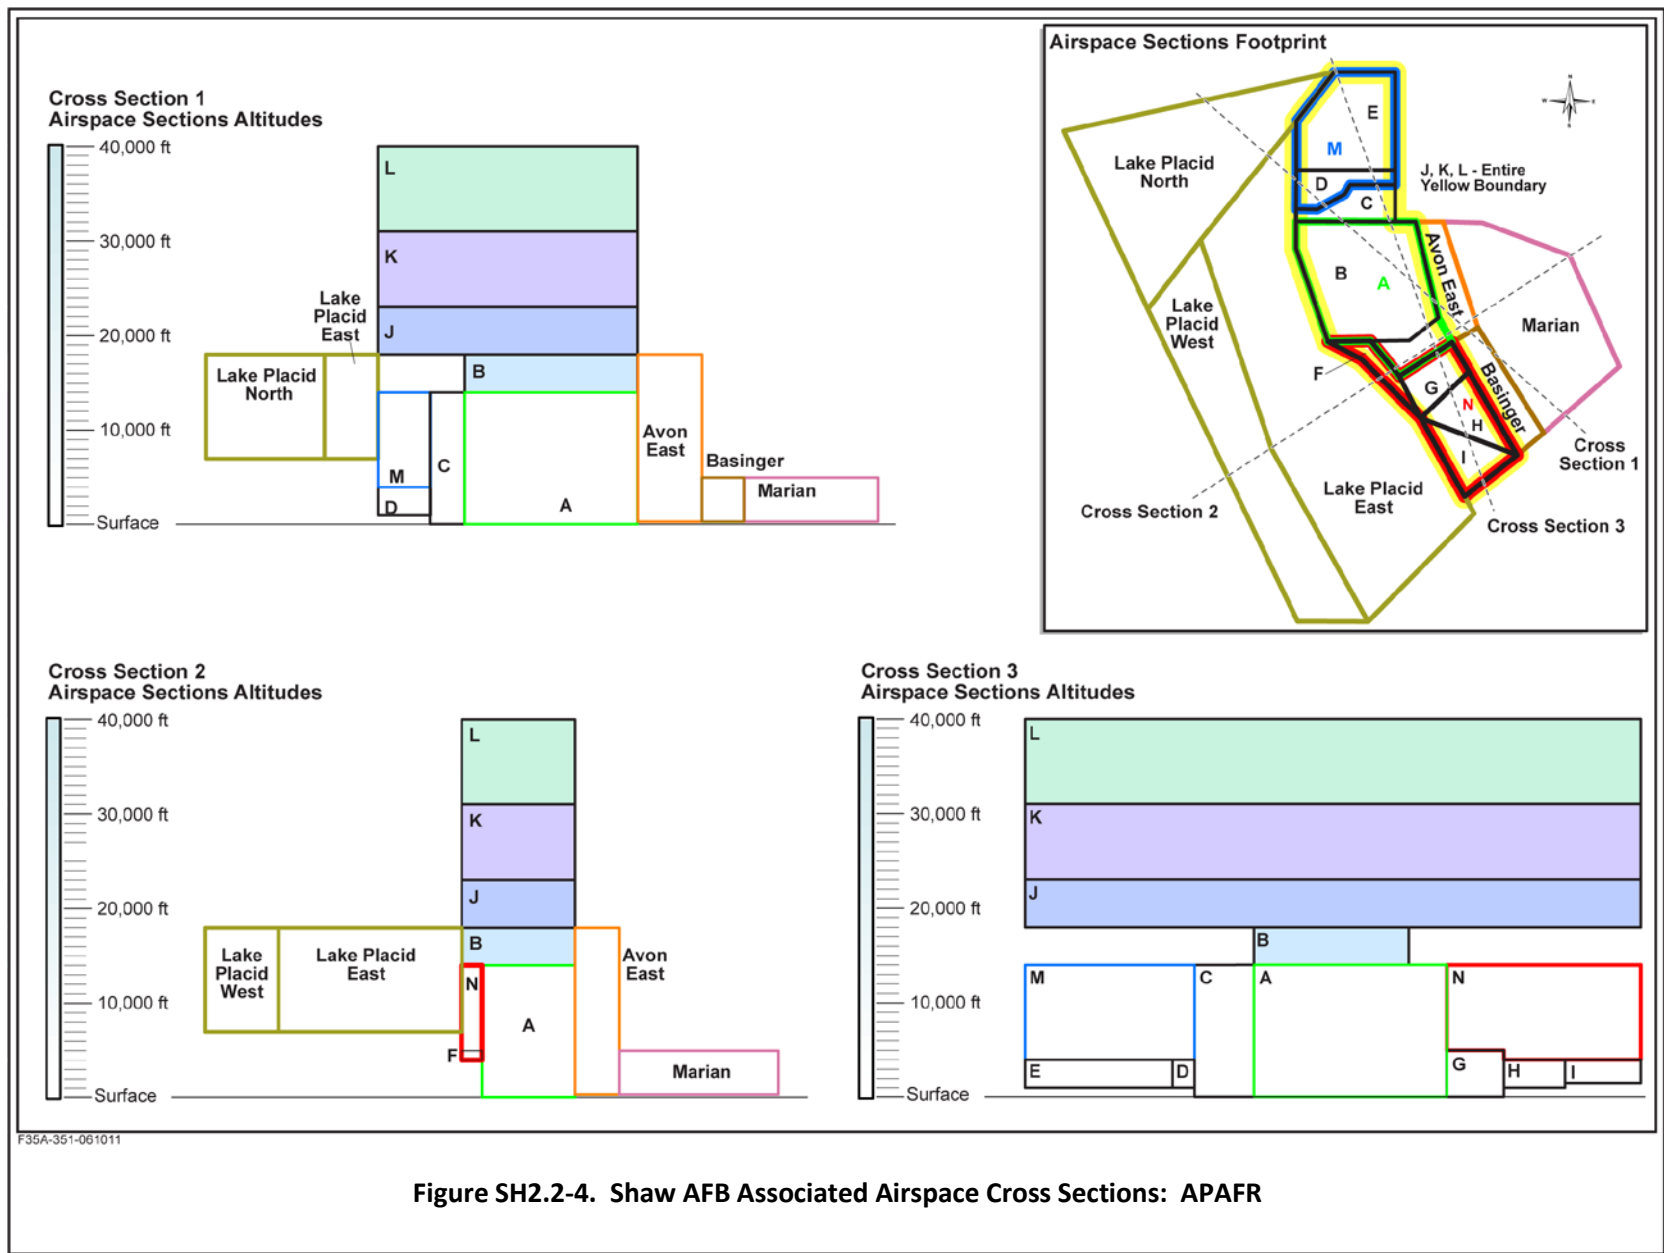 Cross Section 1
Airspace Sections Altitudes
40,000 ft
30,000 ft
20,000 ft
10,000 ft
Surface
L
K
J
B
Lake
Placid
East
Lake Placid
North
M
D
C
A
Avon
East
Basinger
Marian
Airspace Sections Footprint
N
W
E
S
E
M
D
C
J, K, L - Entire
Yellow Boundary
Lake Placid
North
B
A
Avon East
Marian
Lake
Placid
West
F
G
N
H
I
Basinger
Lake Placid
East
Cross
Section 1
Cross Section 2
Cross Section 3
Cross Section 2
Airspace Sections Altitudes
40,000 ft
30,000 ft
20,000 ft
10,000 ft
Surface
L
K
J
B
Lake
Placid
West
Lake Placid
East
N
F
A
Avon
East
Marian
Cross Section 3
Airspace Sections Altitudes
40,000 ft
30,000 ft
20,000 ft
10,000 ft
Surface
L
K
J
B
M
C
A
N
E
D
G
H
I
F35A-351-061011
Figure SH2.2-4. Shaw AFB Associated Airspace Cross Sections: APAFR